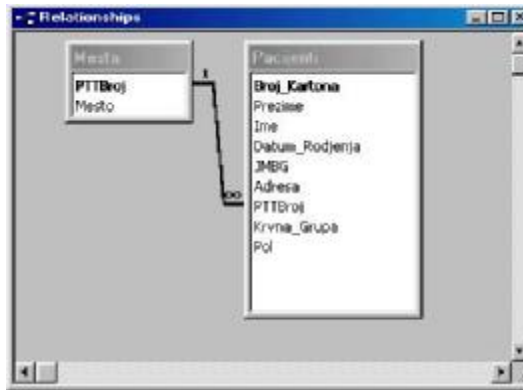 Relationships
Mesta
PTTBroj
Mesto
1
∞
Pacijenti
Broj_Kartona
Prezime
Ime
Datum_Rodjenja
JMBG
Adresa
PTTBroj
Krvna_Grupa
Pol